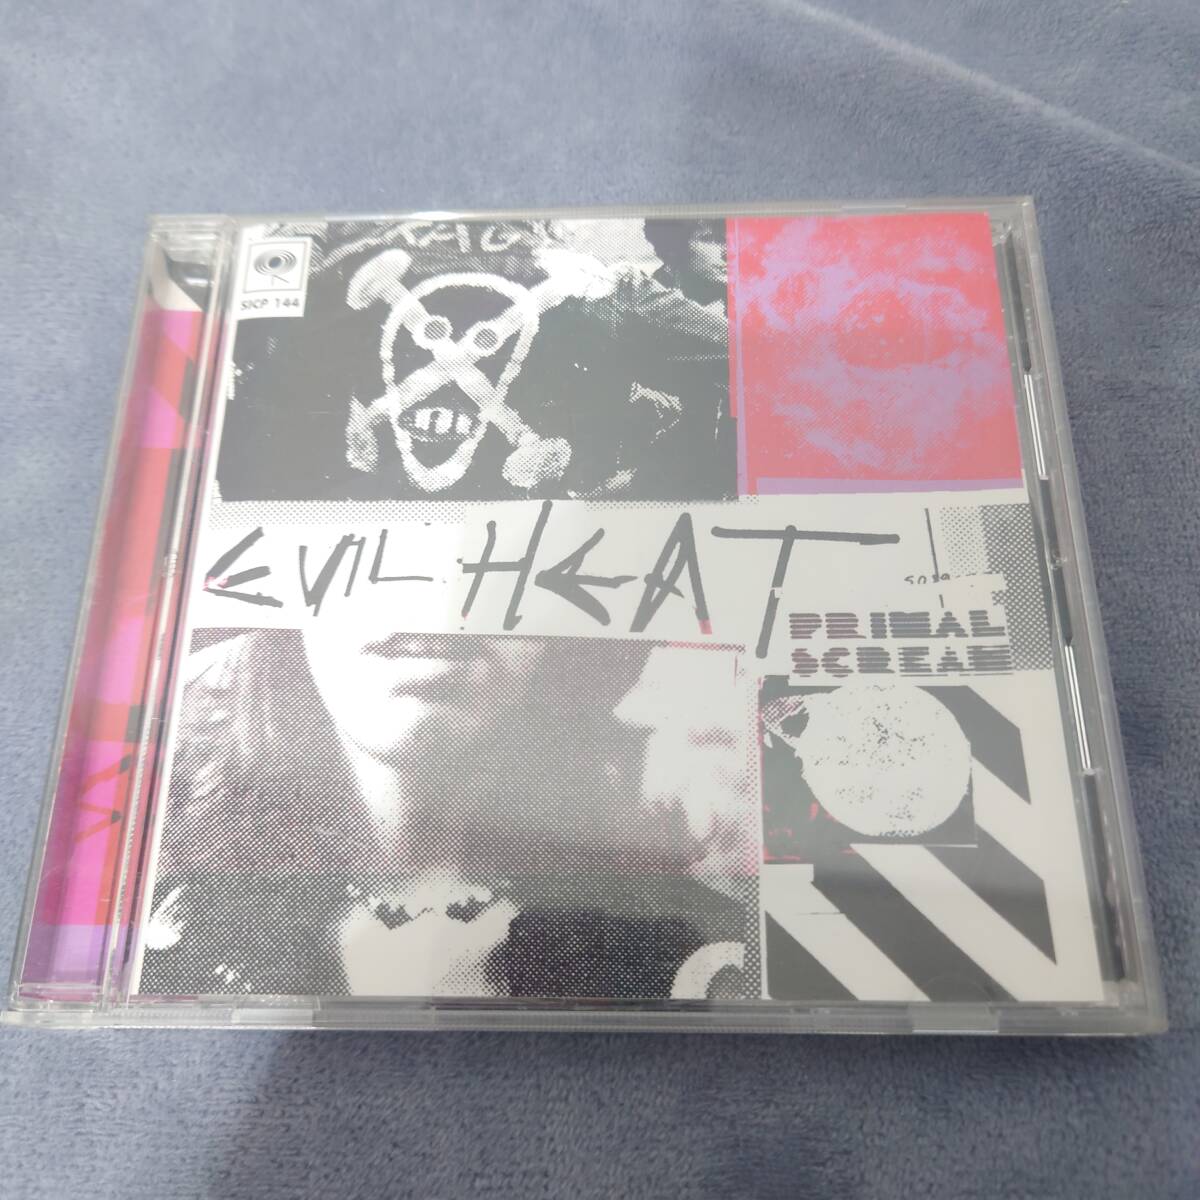 SICP 144
EVIL HEAT
PRIMAL
SCREAM